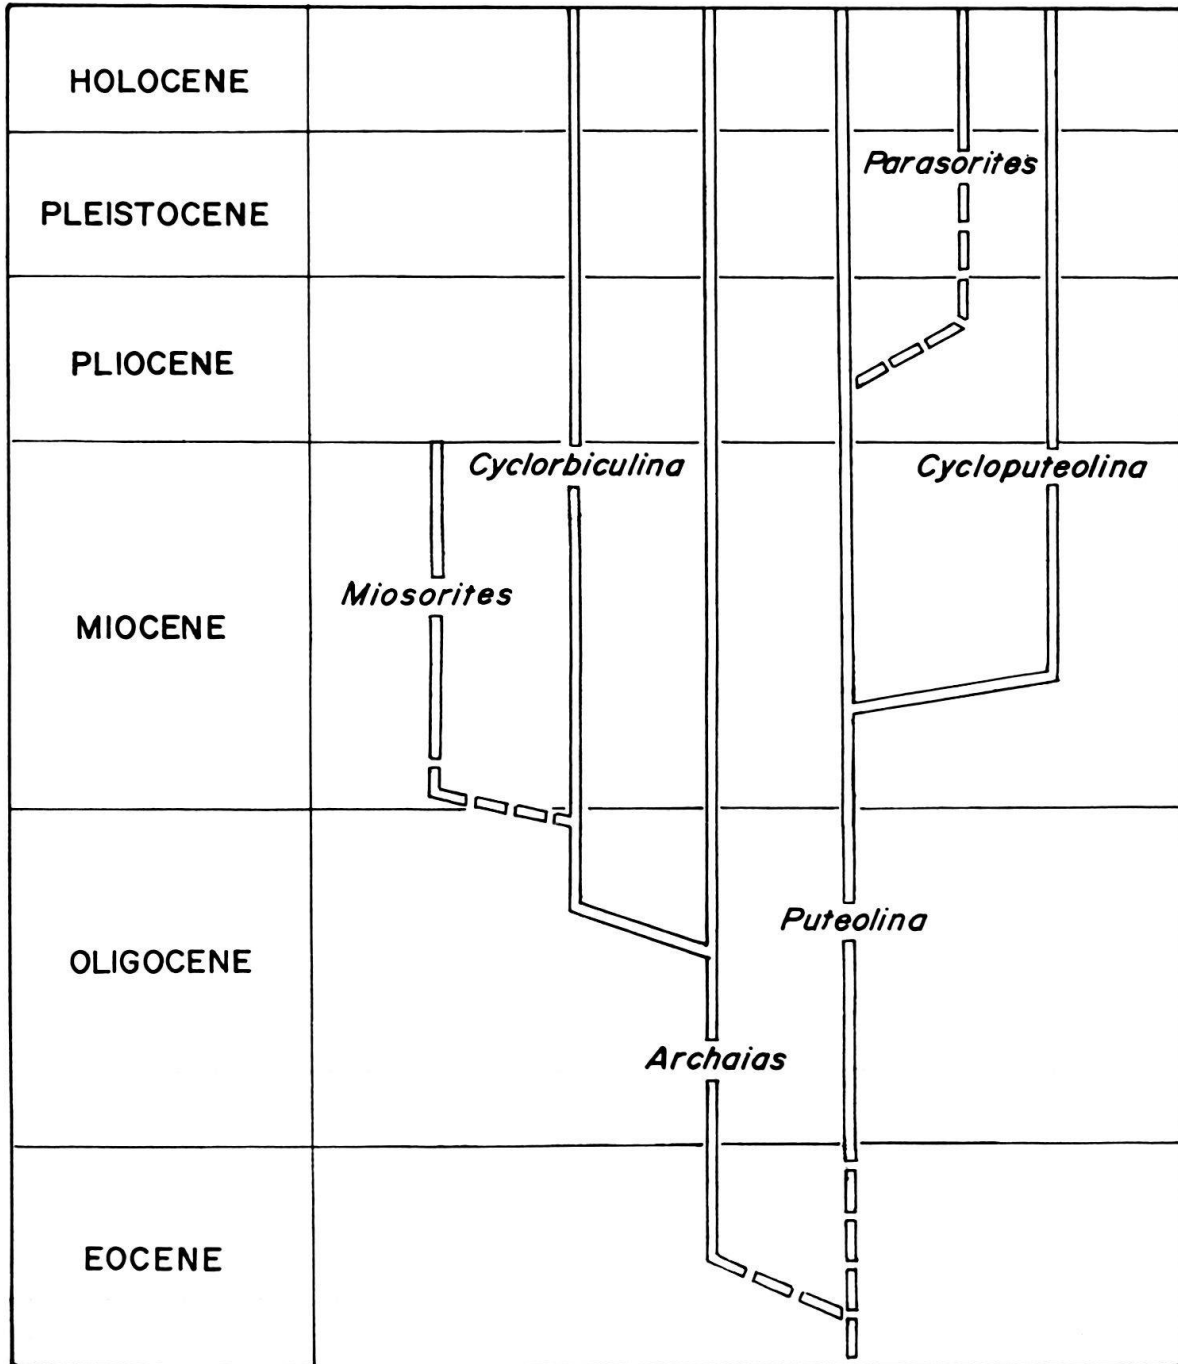 HOLOCENE
Parasorites
PLEISTOCENE
PLIOCENE
Cyclorbiculina
Cycloputeolina
Miosorites
MIOCENE
Puteolina
OLIGOCENE
Archaias
EOCENE